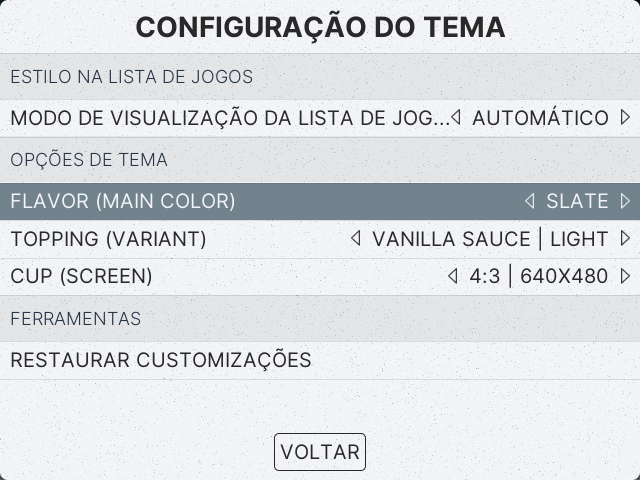 CONFIGURAÇÃO DO TEMA
ESTILO NA LISTA DE JOGOS
MODO DE VISUALIZAÇÃO DA LISTA DE JOG... AUTOMÁTICO
OPÇÕES DE TEMA
FLAVOR (MAIN COLOR) SLATE
TOPPING (VARIANT) VANILLA SAUCE | LIGHT
CUP (SCREEN) 4:3 | 640X480
FERRAMENTAS
RESTAURAR CUSTOMIZAÇÕES
VOLTAR